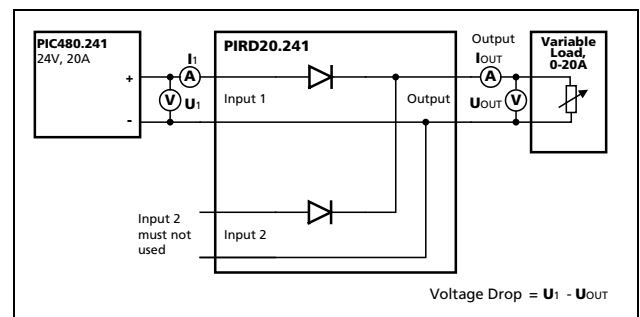 PIC480.241
24V, 20A
+
-
I1
A
V
U1
PIRD20.241
Input 1
Output
Input 2
must not
used
Input 2
Output
IOUT
A
UOUT
V
Variable
Load,
0-20A
Voltage Drop = U1 - UOUT